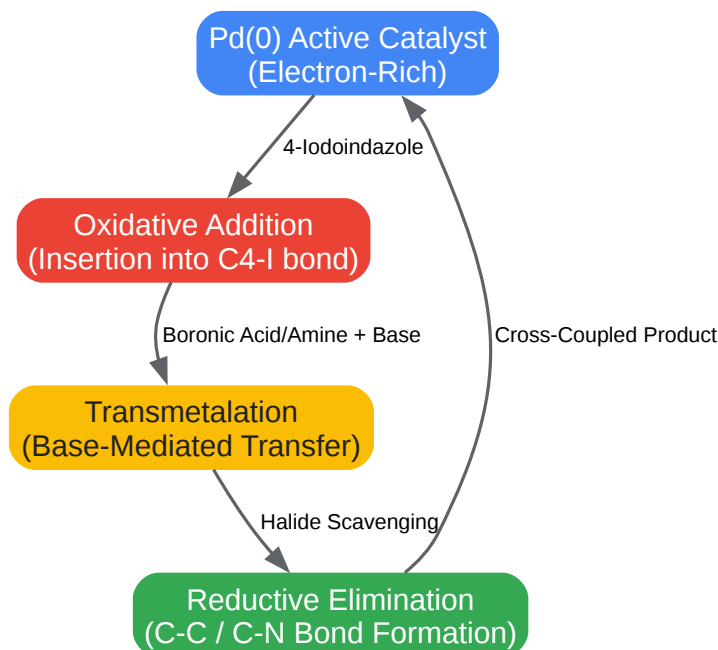 Pd(0) Active Catalyst
(Electron-Rich)
4-Iodoindazole
Oxidative Addition
(Insertion into C4-I bond)
Boronic Acid/Amine + Base
Cross-Coupled Product
Transmetalation
(Base-Mediated Transfer)
Halide Scavenging
Reductive Elimination
(C-C / C-N Bond Formation)